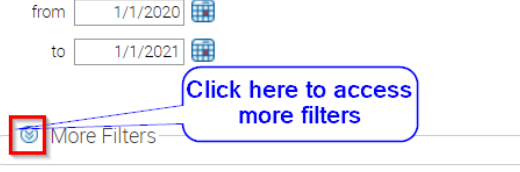 from 1/1/2020
to 1/1/2021
Click here to access
more filters
More Filters